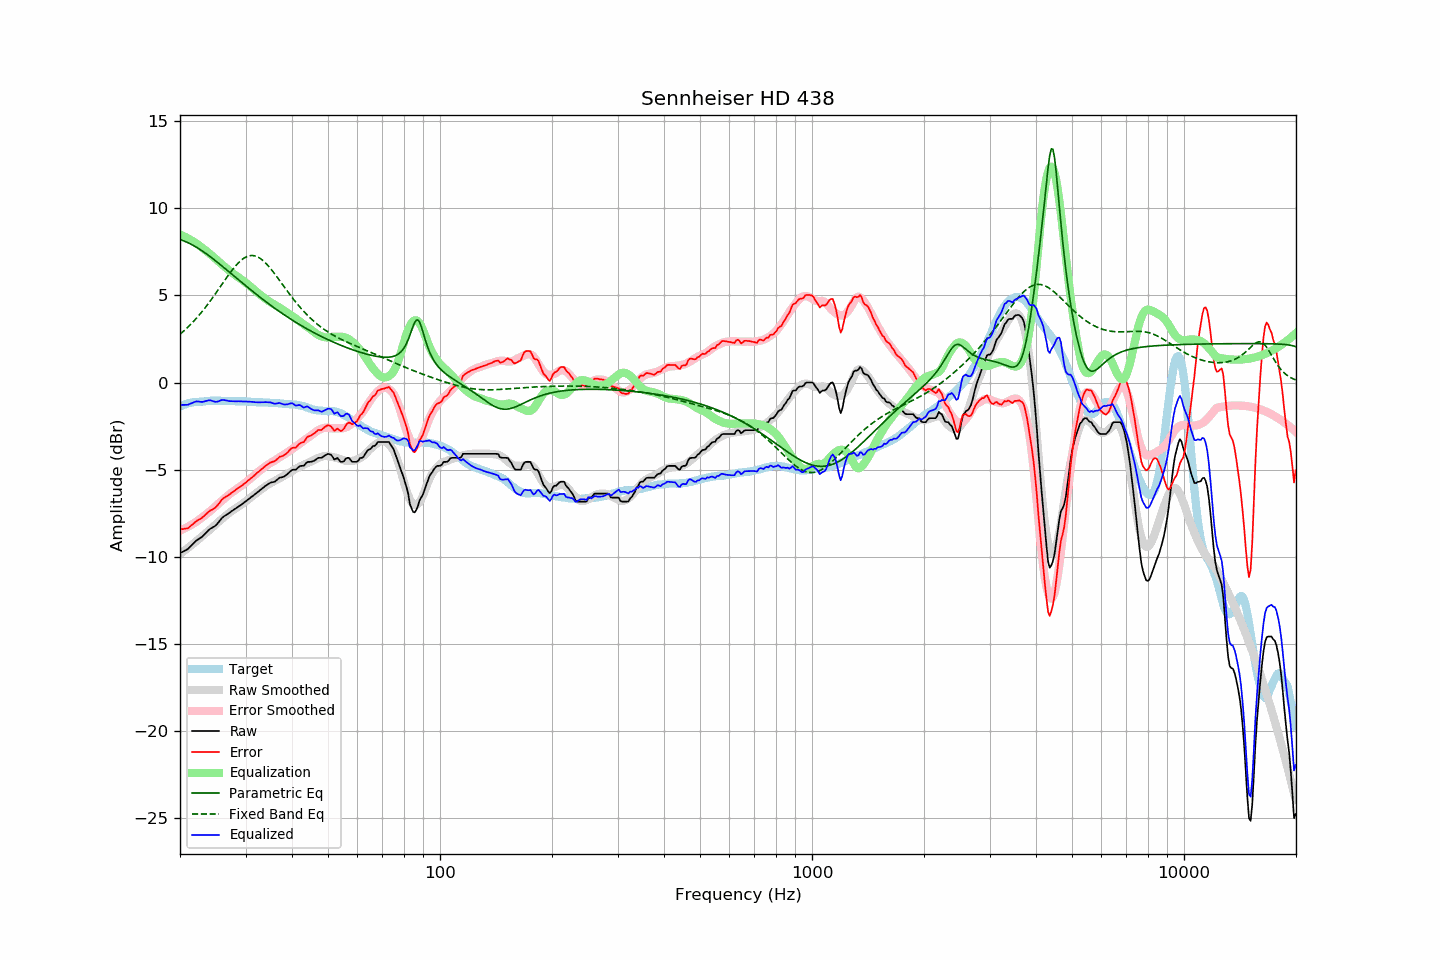 Sennheiser HD 438
15
10
5
0
−5
−10
−15
−20
−25
Amplitude (dBr)
Target
Raw Smoothed
Error Smoothed
Raw
Error
Equalization
Parametric Eq
Fixed Band Eq
Equalized
100
1000
10000
Frequency (Hz)